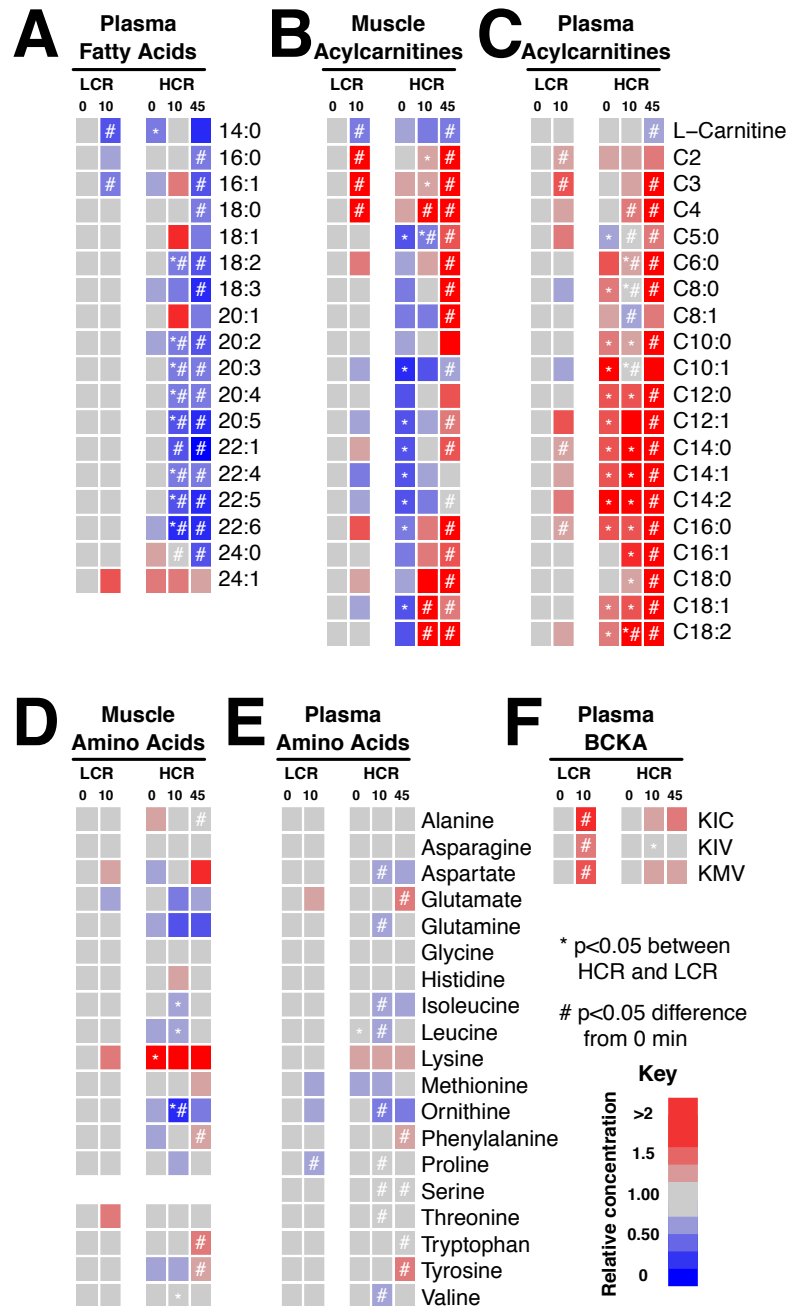 A Plasma Fatty Acids
LCR HCR
0 10 0 10 45
# * 14:0
# 16:0
# # 16:1
# 18:0
18:1
*# # 18:2
# 18:3
20:1
*# # 20:2
*# # 20:3
*# # 20:4
*# # 20:5
# # 22:1
*# # 22:4
*# # 22:5
*# # 22:6
# # 24:0
24:1
B Muscle Acylcarnitines
C Plasma Acylcarnitines
LCR HCR LCR HCR
0 10 0 10 45 0 10 0 10 45
# # # L−Carnitine
# * # # C2
# * # # # C3
# # # # # C4
* *# # * # # C5:0
# *# # C6:0
# * *# # C8:0
# # C8:1
* * # C10:0
* # * *# C10:1
* * # C12:0
* # * # C12:1
* # # * * # C14:0
* * * # C14:1
* # * * # C14:2
* # # * * # C16:0
# * # C16:1
# * # C18:0
* # # * * # C18:1
# # * *# # C18:2
D Muscle Amino Acids
E Plasma Amino Acids
LCR HCR LCR HCR
0 10 0 10 45 0 10 0 10 45
# Alanine
Asparagine
# Aspartate
# Glutamate
# Glutamine
Glycine
Histidine
* # Isoleucine
* * # Leucine
* Lysine
Methionine
*# # Ornithine
# # Phenylalanine
# # Proline
# # Serine
# Threonine
# # Tryptophan
# # Tyrosine
* # Valine
F Plasma BCKA
LCR HCR
0 10 0 10 45
# KIC
# * KIV
# KMV
* p<0.05 between
HCR and LCR
# p<0.05 difference
from 0 min
Key
Relative concentration
>2
1.5
1.00
0.50
0